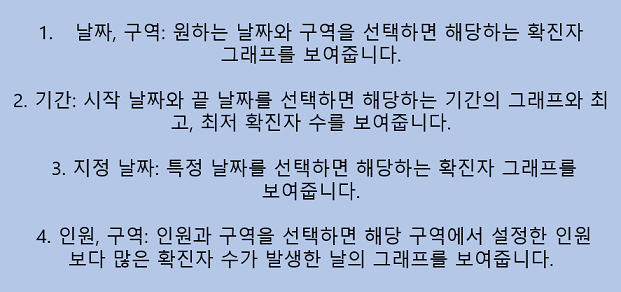 1. 날짜, 구역: 원하는 날짜와 구역을 선택하면 해당하는 확진자
그래프를 보여줍니다.
2. 기간: 시작 날짜와 끝 날짜를 선택하면 해당하는 기간의 그래프와 최
고, 최저 확진자 수를 보여줍니다.
3. 지정 날짜: 특정 날짜를 선택하면 해당하는 확진자 그래프를
보여줍니다.
4. 인원, 구역: 인원과 구역을 선택하면 해당 구역에서 설정한 인원
보다 많은 확진자 수가 발생한 날의 그래프를 보여줍니다.